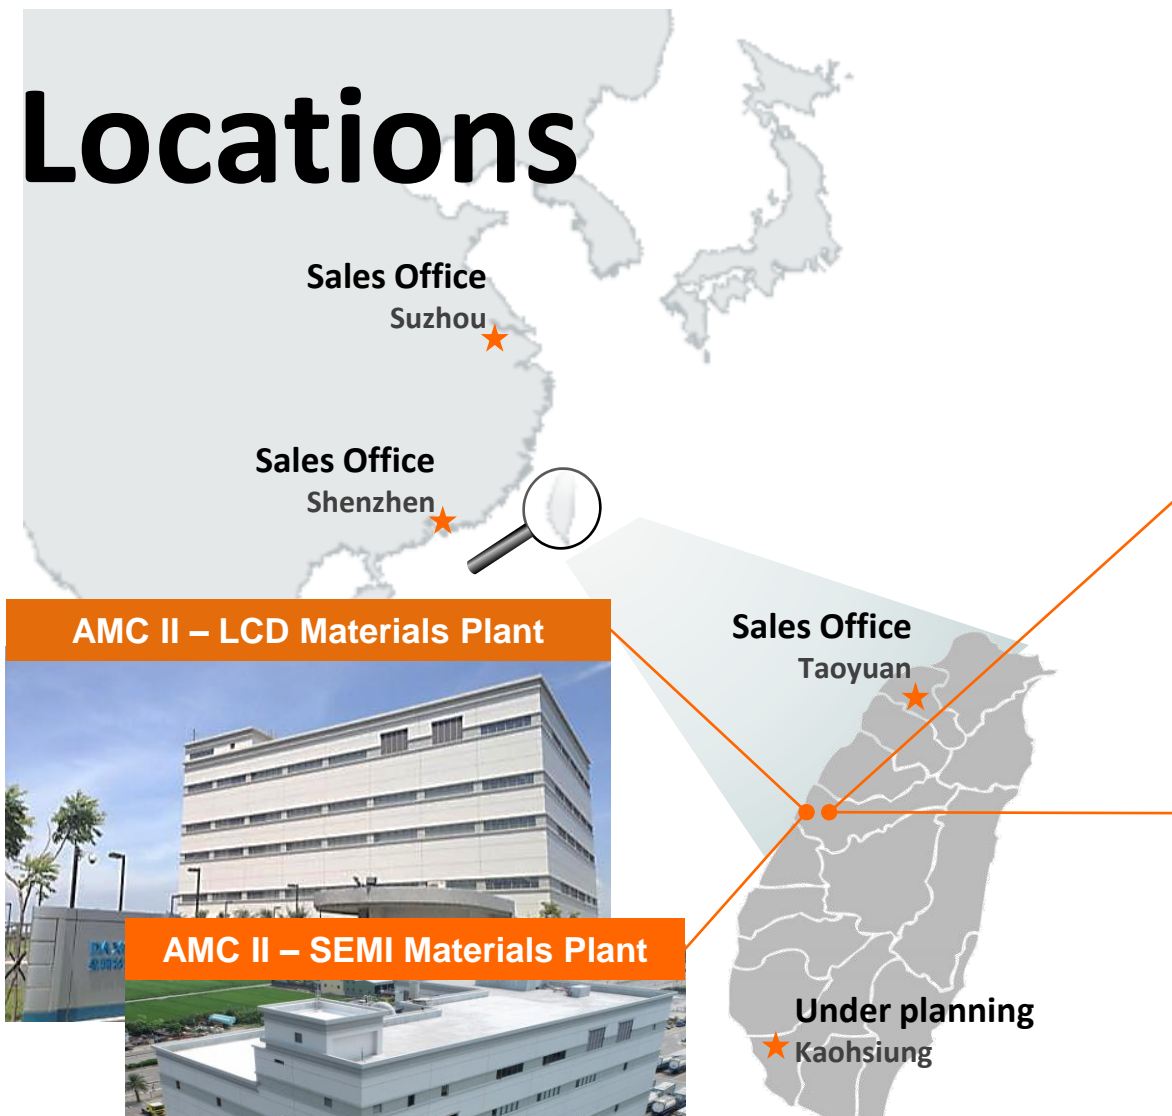 Locations
Sales Office
Suzhou
Sales Office
Shenzhen
AMC II – LCD Materials Plant
Sales Office
Taoyuan
AMC II – SEMI Materials Plant
Under planning
Kaohsiung